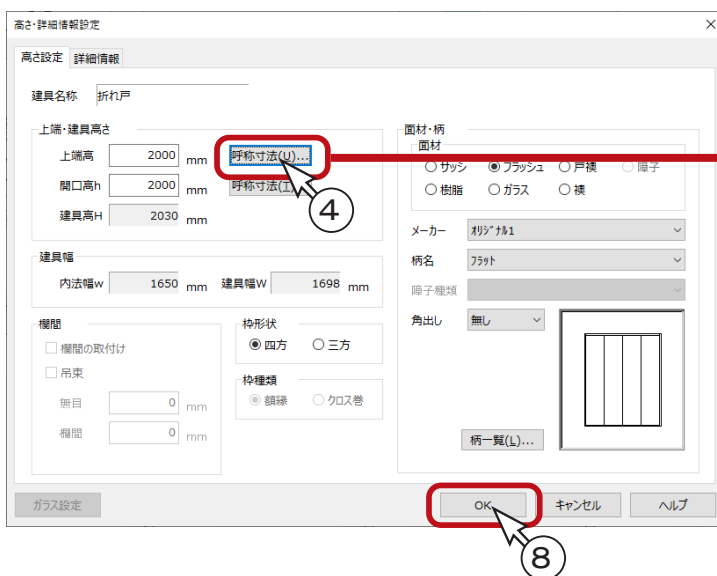 高さ・詳細情報設定
高さ設定 詳細情報
建具名称 折れ戸
上端・建具高さ
上端高 2000 mm 呼称寸法(U)...
開口高h 2000 mm 呼称寸法(I)...
建具高H 2030 mm
④
建具幅
内法幅w 1650 mm 建具幅W 1698 mm
欄間
欄間の取付け
吊束
無目 0 mm
欄間 0 mm
枠形状
四方 三方
枠種類
額縁 クロス巻
面材・柄
面材
サッシ フラッシュ 戸襖 障子
樹脂 ガラス 襖
メーカー オリジナル1
柄名 フラット
障子種類
角出し 無し
柄一覧(L)...
ガラス設定 OK キャンセル ヘルプ
⑧